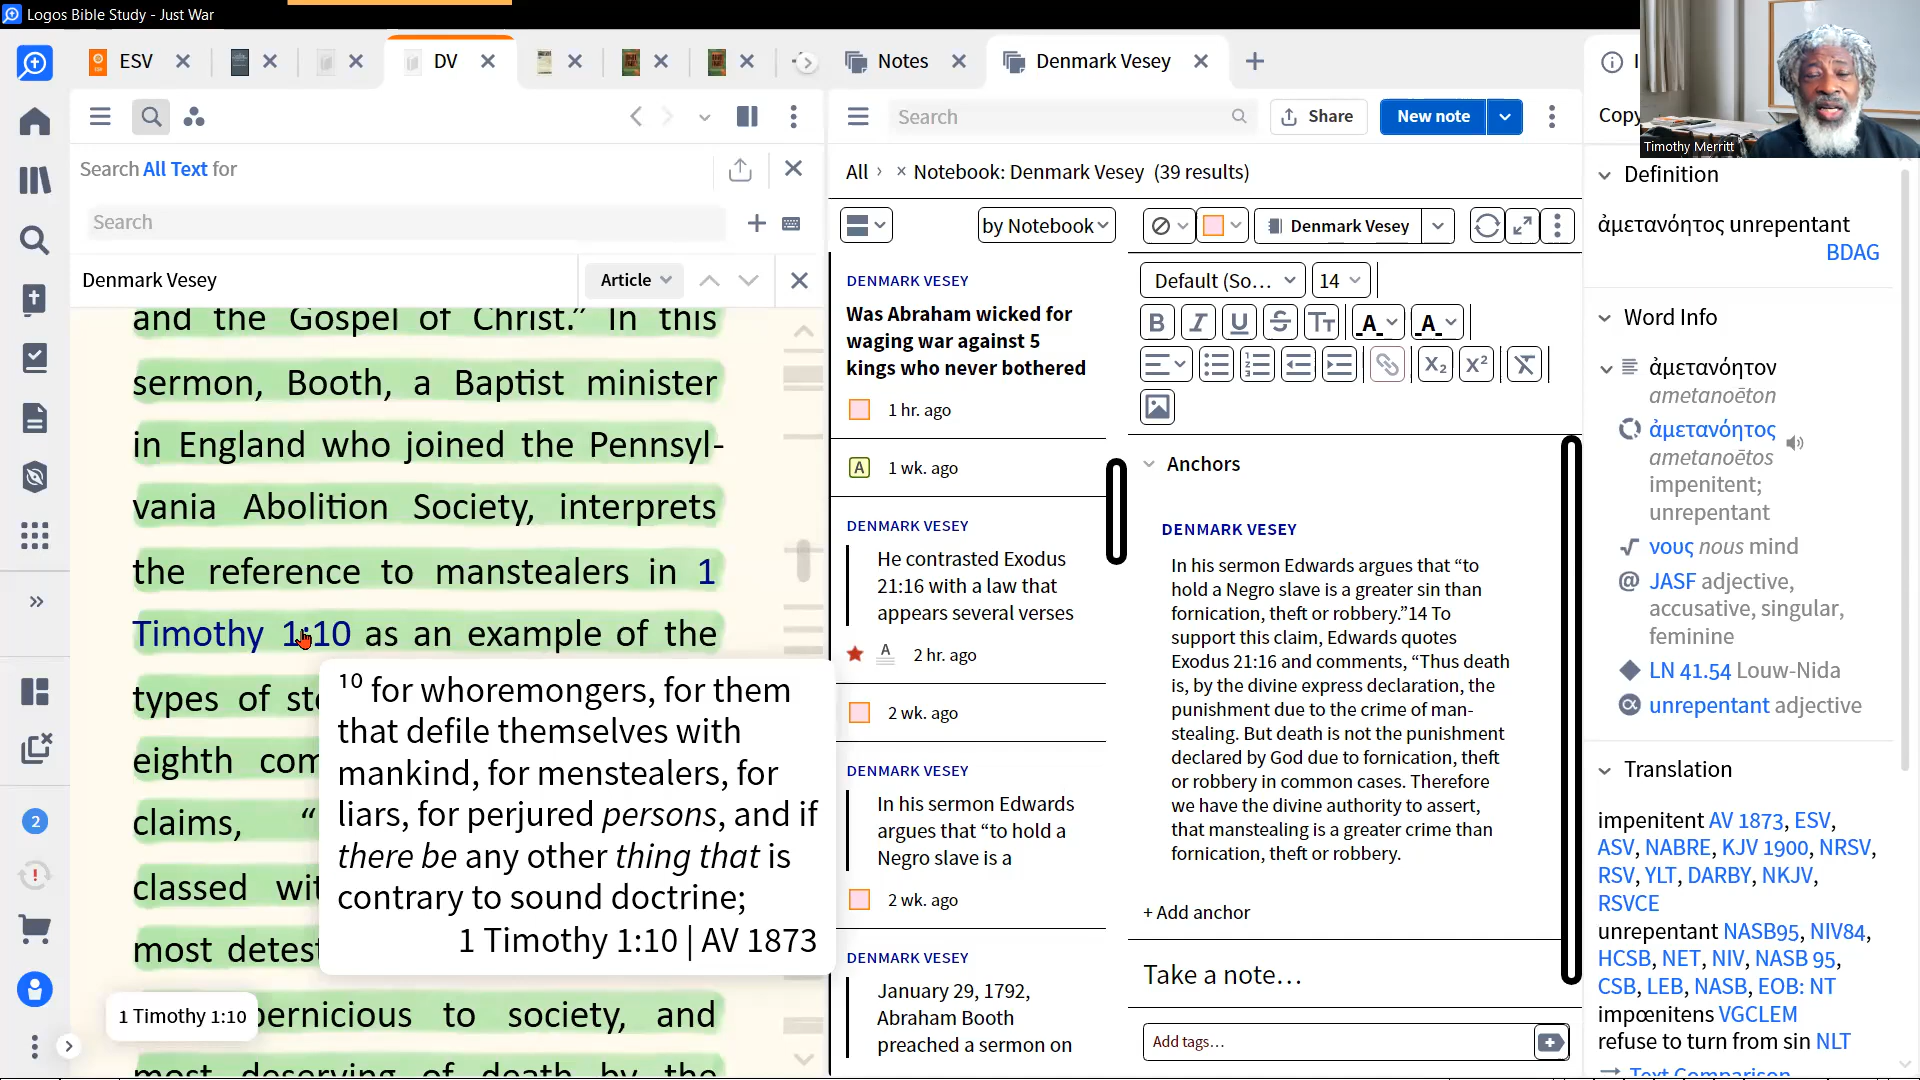 Logos Bible Study - Just War
ESV
DV
Notes
Denmark Vesey
Search
Share
New note
Copy
Timothy Merritt
Search All Text for
Search
Denmark Vesey
Article
and the Gospel of Christ.” In this
sermon, Booth, a Baptist minister
in England who joined the Pennsyl-
vania Abolition Society, interprets
the reference to manstealers in 1
Timothy 1:10 as an example of the
types of
eighth
claims, “
classed
most
pernicious to society, and
most deserving of death by the
10 for whoremongers, for them
that defile themselves with
mankind, for menstealers, for
liars, for perjured persons, and if
there be any other thing that is
contrary to sound doctrine;
1 Timothy 1:10 | AV 1873
1 Timothy 1:10
2
All › × Notebook: Denmark Vesey (39 results)
by Notebook
DENMARK VESEY
Was Abraham wicked for
waging war against 5
kings who never bothered
1 hr. ago
A 1 wk. ago
DENMARK VESEY
He contrasted Exodus
21:16 with a law that
appears several verses
A 2 hr. ago
2 wk. ago
DENMARK VESEY
In his sermon Edwards
argues that “to hold a
Negro slave is a
2 wk. ago
DENMARK VESEY
January 29, 1792,
Abraham Booth
preached a sermon on
Denmark Vesey
Default (So... 14
B I U S TT A A
X2 X2
Anchors
DENMARK VESEY
In his sermon Edwards argues that “to
hold a Negro slave is a greater sin than
fornication, theft or robbery.”14 To
support this claim, Edwards quotes
Exodus 21:16 and comments, “Thus death
is, by the divine express declaration, the
punishment due to the crime of man-
stealing. But death is not the punishment
declared by God due to fornication, theft
or robbery in common cases. Therefore
we have the divine authority to assert,
that manstealing is a greater crime than
fornication, theft or robbery.
+ Add anchor
Take a note...
Add tags...
Definition
ἀμετανόητος unrepentant
BDAG
Word Info
ἀμετανόητον
ametanoēton
ἀμετανόητος
ametanoētos
impenitent;
unrepentant
νους nous mind
@ JASF adjective,
accusative, singular,
feminine
LN 41.54 Louw-Nida
unrepentant adjective
Translation
impenitent AV 1873, ESV,
ASV, NABRE, KJV 1900, NRSV,
RSV, YLT, DARBY, NKJV,
RSVCE
unrepentant NASB95, NIV84,
HCSB, NET, NIV, NASB 95,
CSB, LEB, NASB, EOB: NT
impœnitens VGCLEM
refuse to turn from sin NLT
Text Comparison